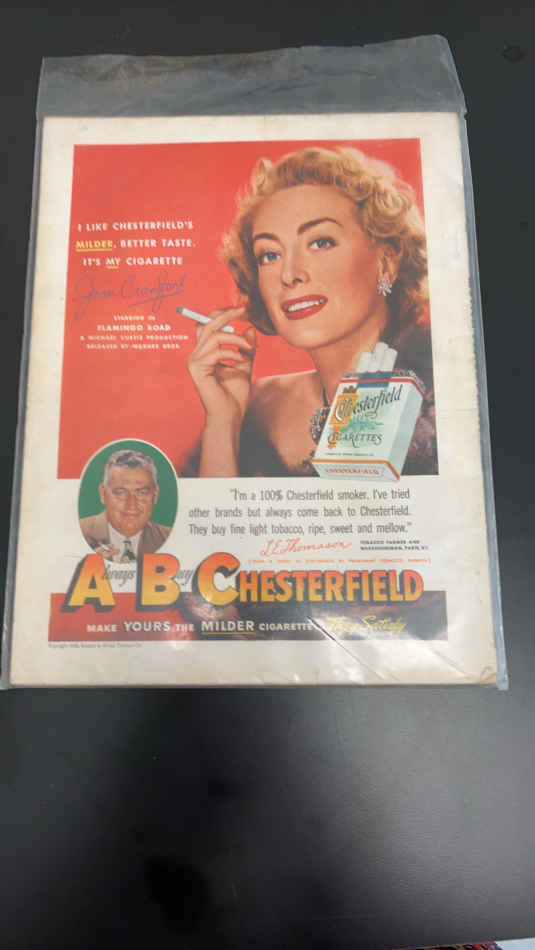 I LIKE CHESTERFIELD'S
MILDER, BETTER TASTE.
IT'S MY CIGARETTE
Joan Crawford
STARRING IN
FLAMINGO ROAD
A MICHAEL CURTIZ PRODUCTION
RELEASED BY WARNER BROS.
Chesterfield
CIGARETTES
CHESTERFIELD
"I'm a 100% Chesterfield smoker. I've tried
other brands but always come back to Chesterfield.
They buy fine light tobacco, ripe, sweet and mellow."
TOBACCO FARMER AND
WAREHOUSEMAN, PARIS, KY.
Always Buy CHESTERFIELD
MAKE YOURS THE MILDER CIGARETTE They Satisfy